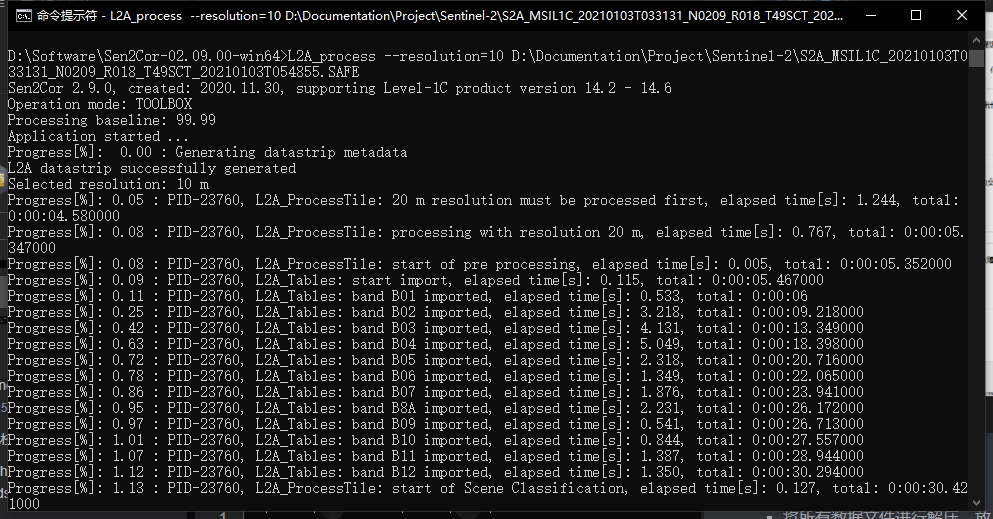 命令提示符 - L2A_process  --resolution=10 D:\Documentation\Project\Sentinel-2\S2A_MSIL1C_20210103T033131_N0209_R018_T49SCT_202...
D:\Software\Sen2Cor-02.09.00-win64>L2A_process --resolution=10 D:\Documentation\Project\Sentinel-2\S2A_MSIL1C_20210103T0
33131_N0209_R018_T49SCT_20210103T054855.SAFE
Sen2Cor 2.9.0, created: 2020.11.30, supporting Level-1C product version 14.2 - 14.6
Operation mode: TOOLBOX
Processing baseline: 99.99
Application started ...
Progress[%]:  0.00 : Generating datastrip metadata
L2A datastrip successfully generated
Selected resolution: 10 m
Progress[%]: 0.05 : PID-23760, L2A_ProcessTile: 20 m resolution must be processed first, elapsed time[s]: 1.244, total:
0:00:04.580000
Progress[%]: 0.08 : PID-23760, L2A_ProcessTile: processing with resolution 20 m, elapsed time[s]: 0.767, total: 0:00:05.
347000
Progress[%]: 0.08 : PID-23760, L2A_ProcessTile: start of pre processing, elapsed time[s]: 0.005, total: 0:00:05.352000
Progress[%]: 0.09 : PID-23760, L2A_Tables: start import, elapsed time[s]: 0.115, total: 0:00:05.467000
Progress[%]: 0.11 : PID-23760, L2A_Tables: band B01 imported, elapsed time[s]: 0.533, total: 0:00:06
Progress[%]: 0.25 : PID-23760, L2A_Tables: band B02 imported, elapsed time[s]: 3.218, total: 0:00:09.218000
Progress[%]: 0.42 : PID-23760, L2A_Tables: band B03 imported, elapsed time[s]: 4.131, total: 0:00:13.349000
Progress[%]: 0.63 : PID-23760, L2A_Tables: band B04 imported, elapsed time[s]: 5.049, total: 0:00:18.398000
Progress[%]: 0.72 : PID-23760, L2A_Tables: band B05 imported, elapsed time[s]: 2.318, total: 0:00:20.716000
Progress[%]: 0.78 : PID-23760, L2A_Tables: band B06 imported, elapsed time[s]: 1.349, total: 0:00:22.065000
Progress[%]: 0.86 : PID-23760, L2A_Tables: band B07 imported, elapsed time[s]: 1.876, total: 0:00:23.941000
Progress[%]: 0.95 : PID-23760, L2A_Tables: band B8A imported, elapsed time[s]: 2.231, total: 0:00:26.172000
Progress[%]: 0.97 : PID-23760, L2A_Tables: band B09 imported, elapsed time[s]: 0.541, total: 0:00:26.713000
Progress[%]: 1.01 : PID-23760, L2A_Tables: band B10 imported, elapsed time[s]: 0.844, total: 0:00:27.557000
Progress[%]: 1.07 : PID-23760, L2A_Tables: band B11 imported, elapsed time[s]: 1.387, total: 0:00:28.944000
Progress[%]: 1.12 : PID-23760, L2A_Tables: band B12 imported, elapsed time[s]: 1.350, total: 0:00:30.294000
Progress[%]: 1.13 : PID-23760, L2A_ProcessTile: start of Scene Classification, elapsed time[s]: 0.127, total: 0:00:30.42
1000